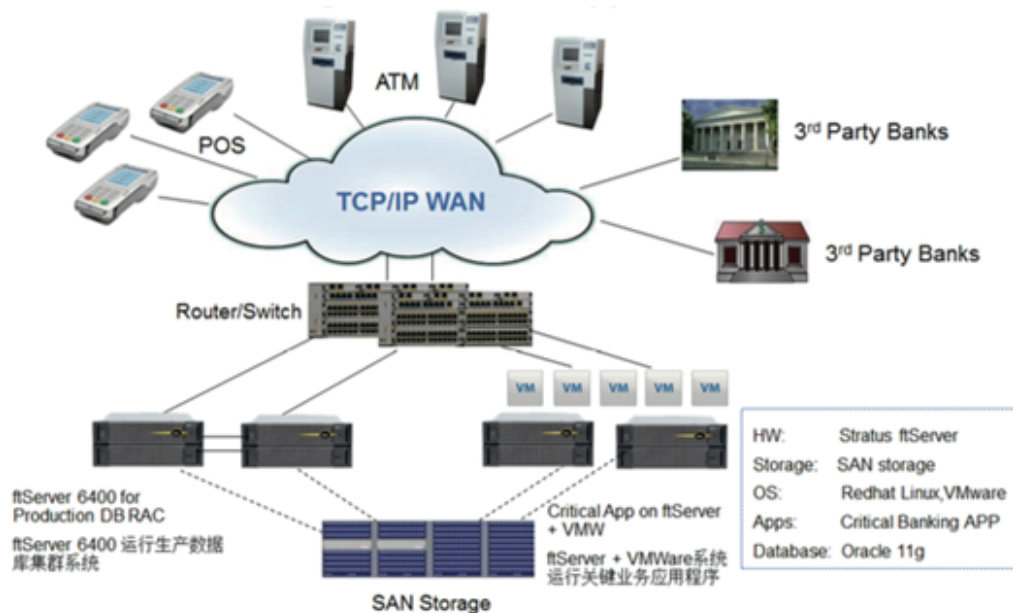 ATM
POS
3rd Party Banks
TCP/IP WAN
3rd Party Banks
Router/Switch
VM VM VM VM VM
HW: Stratus ftServer
Storage: SAN storage
OS: Redhat Linux,VMware
Apps: Critical Banking APP
Database: Oracle 11g
ftServer 6400 for
Production DB RAC
ftServer 6400 运行生产数据
库集群系统
Critical App on ftServer
+ VMW
ftServer + VMWare系统
运行关键业务应用程序
SAN Storage